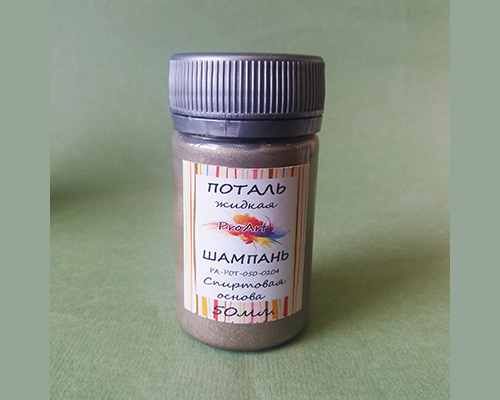 ПОТАЛЬ
жидкая
ProArt
ШАМПАНЬ
PA-POT-050-0204
Спиртовая
основа
50мл.